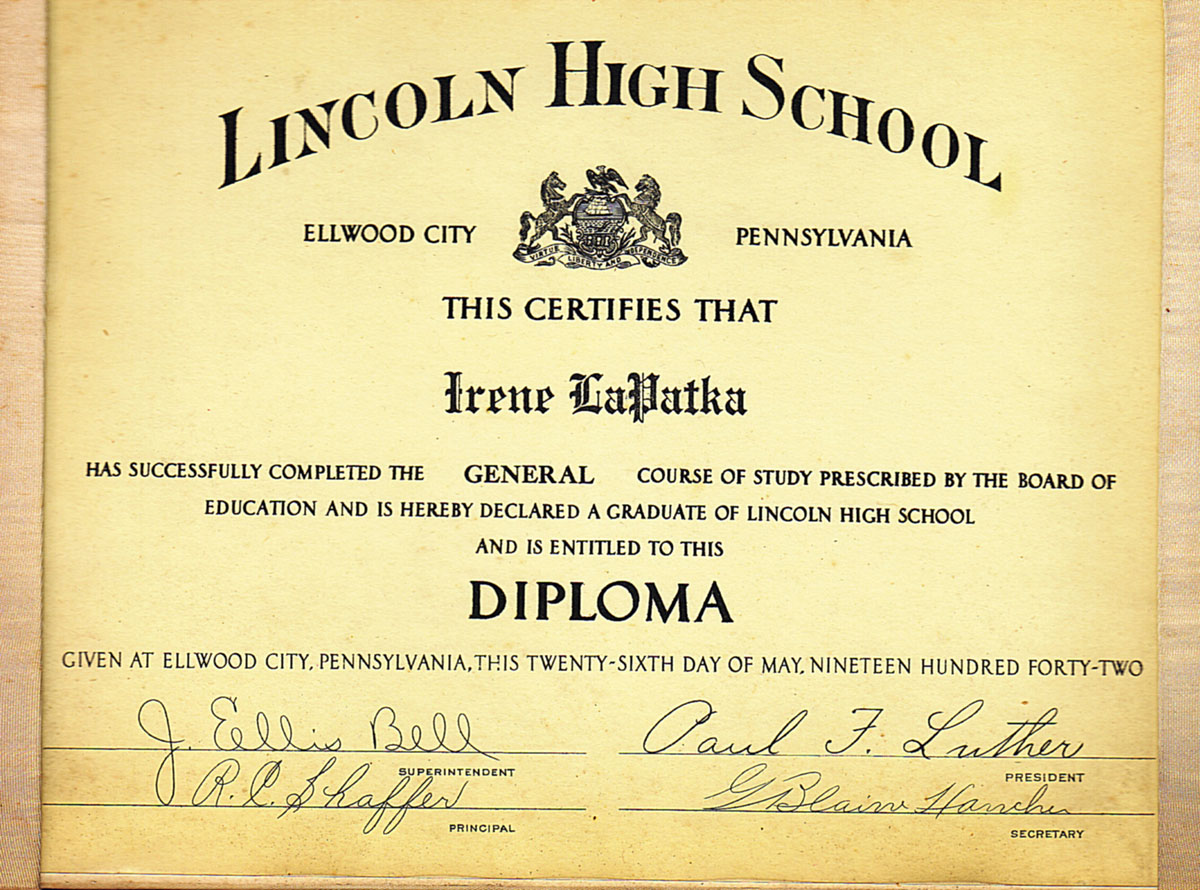 LINCOLN HIGH SCHOOL
ELLWOOD CITY PENNSYLVANIA
VIRTUE LIBERTY AND INDEPENDENCE
THIS CERTIFIES THAT
Irene LaPatka
HAS SUCCESSFULLY COMPLETED THE GENERAL COURSE OF STUDY PRESCRIBED BY THE BOARD OF
EDUCATION AND IS HEREBY DECLARED A GRADUATE OF LINCOLN HIGH SCHOOL
AND IS ENTITLED TO THIS
DIPLOMA
GIVEN AT ELLWOOD CITY, PENNSYLVANIA, THIS TWENTY-SIXTH DAY OF MAY, NINETEEN HUNDRED FORTY-TWO
J. Ellis Bell Paul F. Luther
SUPERINTENDENT PRESIDENT
R. C. Shaffer G Blaine Hancher
PRINCIPAL SECRETARY